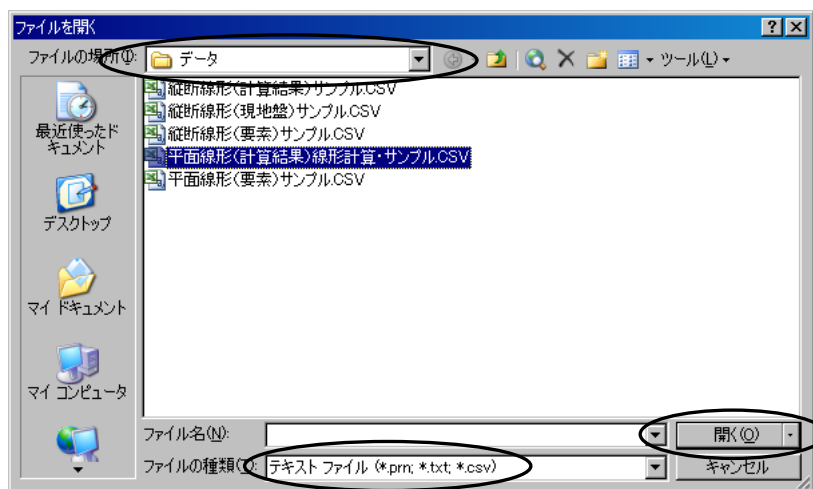 ファイルを開く
ファイルの場所(I): データ ツール(L)
縦断線形(計算結果)サンプル.CSV
縦断線形(現地盤)サンプル.CSV
縦断線形(要素)サンプル.CSV
平面線形(計算結果)線形計算・サンプル.CSV
平面線形(要素)サンプル.CSV
最近使ったド
キュメント
デスクトップ
マイ ドキュメント
マイ コンピュータ
ファイル名(N): 開く(O)
ファイルの種類(T): テキスト ファイル (*.prn; *.txt; *.csv) キャンセル